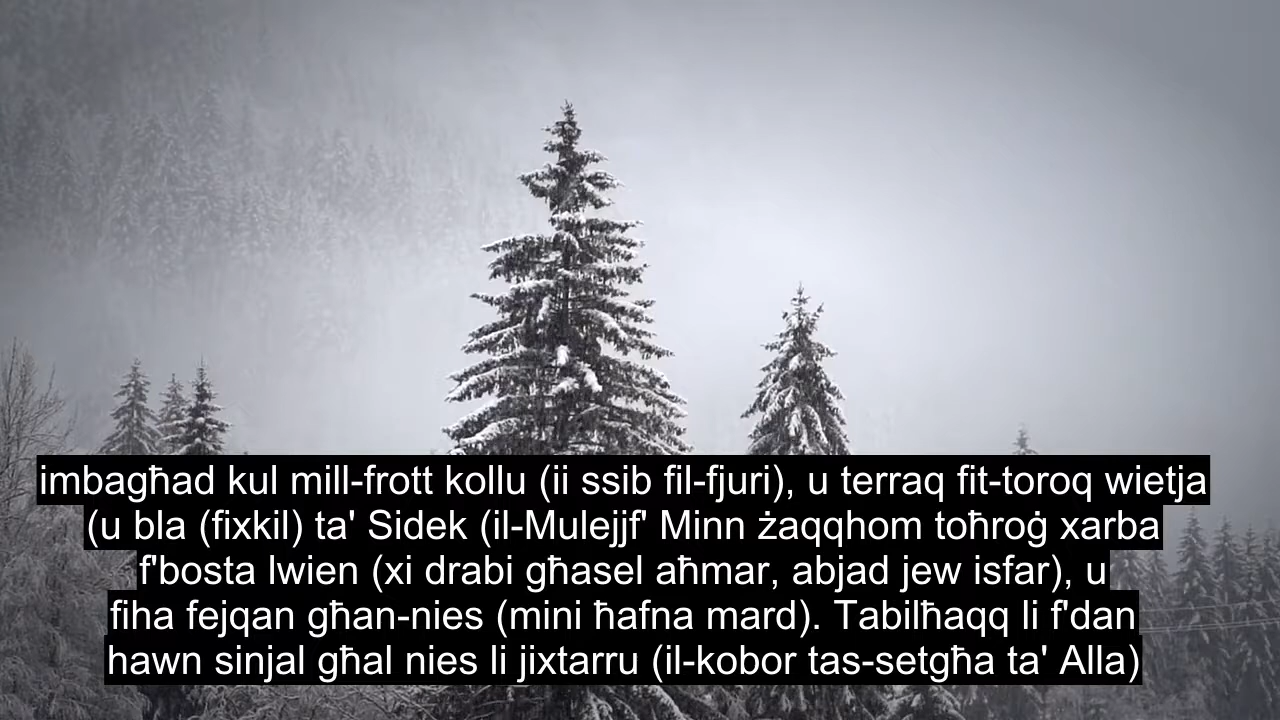 imbagħad kul mill-frott kollu (ii ssib fil-fjuri), u terraq fit-toroq wietja
(u bla (fixkil) ta' Sidek (il-Mulejjf' Minn żaqqhom toħroġ xarba
f'bosta lwien (xi drabi għasel aħmar, abjad jew isfar), u
fiha fejqan għan-nies (mini ħafna mard). Tabilħaqq li f'dan
hawn sinjal għal nies li jixtarru (il-kobor tas-setgħa ta' Alla)